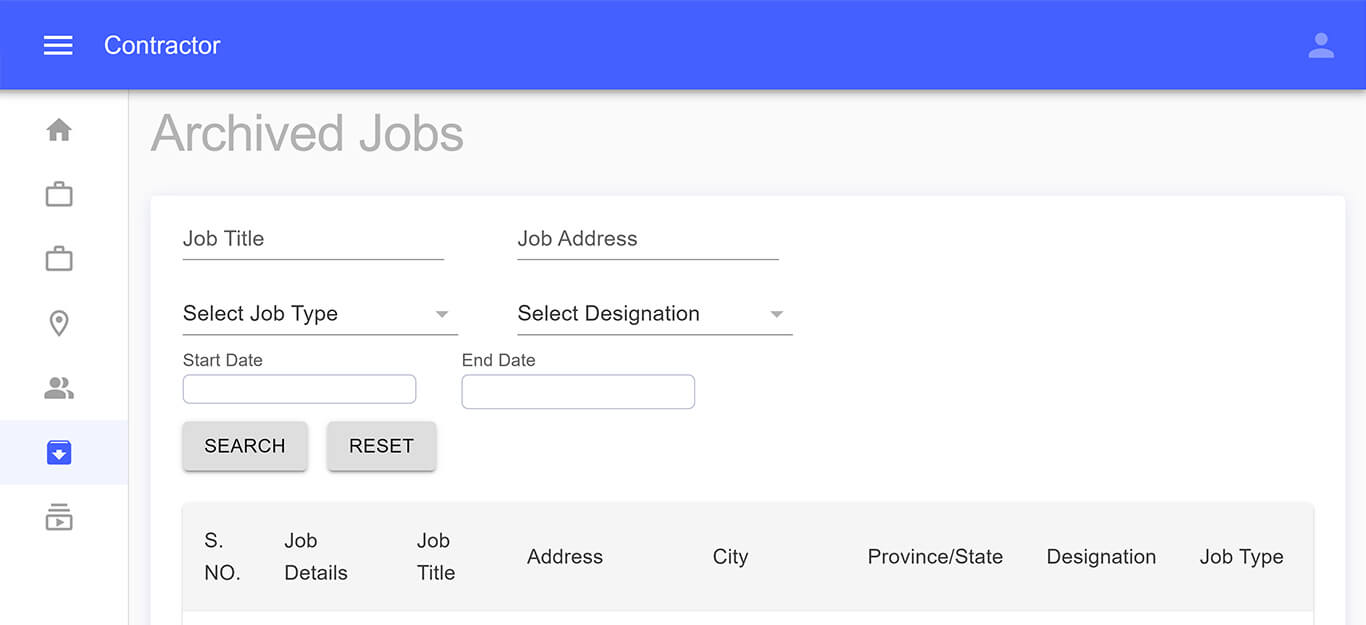 Contractor
Archived Jobs
Job Title
Job Address
Select Job Type
Select Designation
Start Date
End Date
SEARCH
RESET
S. NO.
Job Details
Job Title
Address
City
Province/State
Designation
Job Type